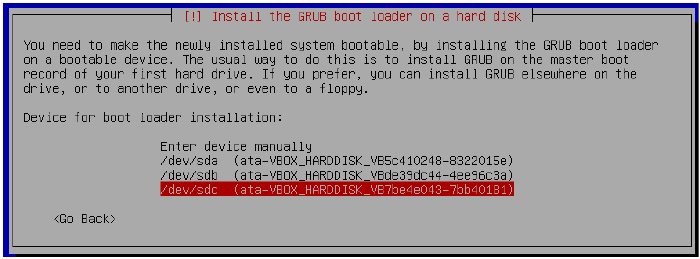 [!] Install the GRUB boot loader on a hard disk
You need to make the newly installed system bootable, by installing the GRUB boot loader
on a bootable device. The usual way to do this is to install GRUB on the master boot
record of your first hard drive. If you prefer, you can install GRUB elsewhere on the
drive, or to another drive, or even to a floppy.
Device for boot loader installation:
Enter device manually
/dev/sda (ata-VBOX_HARDDISK_VB5c410248-8322015e)
/dev/sdb (ata-VBOX_HARDDISK_VBde39dc44-4ee96c3a)
/dev/sdc (ata-VBOX_HARDDISK_VB7be4e043-7bb40181)
<Go Back>